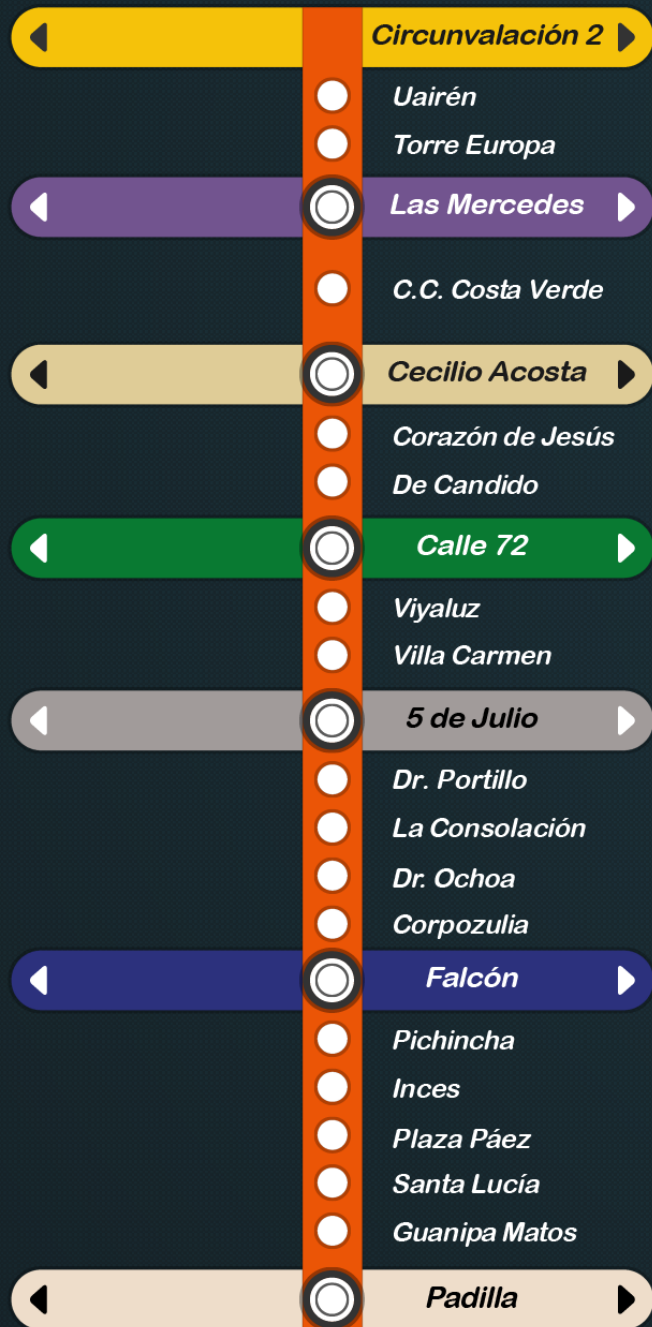 Circunvalación 2
Uairén
Torre Europa
Las Mercedes
C.C. Costa Verde
Cecilio Acosta
Corazón de Jesús
De Candido
Calle 72
Viyaluz
Villa Carmen
5 de Julio
Dr. Portillo
La Consolación
Dr. Ochoa
Corpozulia
Falcón
Pichincha
Inces
Plaza Páez
Santa Lucía
Guanipa Matos
Padilla